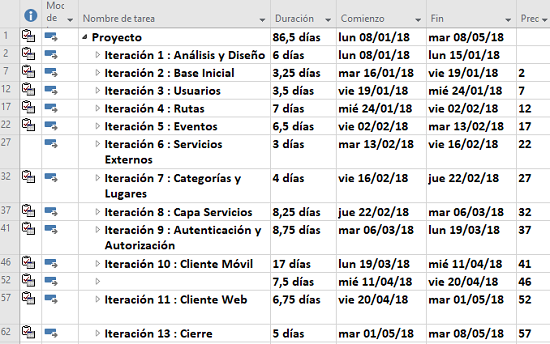 Moc
de
Nombre de tarea Duración Comienzo Fin Prec
1 Proyecto 86,5 días lun 08/01/18 mar 08/05/18
2 Iteración 1 : Análisis y Diseño 6 días lun 08/01/18 lun 15/01/18
7 Iteración 2 : Base Inicial 3,25 días mar 16/01/18 vie 19/01/18 2
12 Iteración 3 : Usuarios 3,5 días vie 19/01/18 mié 24/01/18 7
17 Iteración 4 : Rutas 7 días mié 24/01/18 vie 02/02/18 12
22 Iteración 5 : Eventos 6,5 días vie 02/02/18 mar 13/02/18 17
27 Iteración 6 : Servicios 3 días mar 13/02/18 vie 16/02/18 22
Externos
32 Iteración 7 : Categorías y 4 días vie 16/02/18 jue 22/02/18 27
Lugares
37 Iteración 8 : Capa Servicios 8,25 días jue 22/02/18 mar 06/03/18 32
41 Iteración 9 : Autenticación y 8,75 días mar 06/03/18 lun 19/03/18 37
Autorización
46 Iteración 10 : Cliente Móvil 17 días lun 19/03/18 mié 11/04/18 41
52 7,5 días mié 11/04/18 vie 20/04/18 46
57 Iteración 11 : Cliente Web 6,75 días vie 20/04/18 mar 01/05/18 52
62 Iteración 13 : Cierre 5 días mar 01/05/18 mar 08/05/18 57